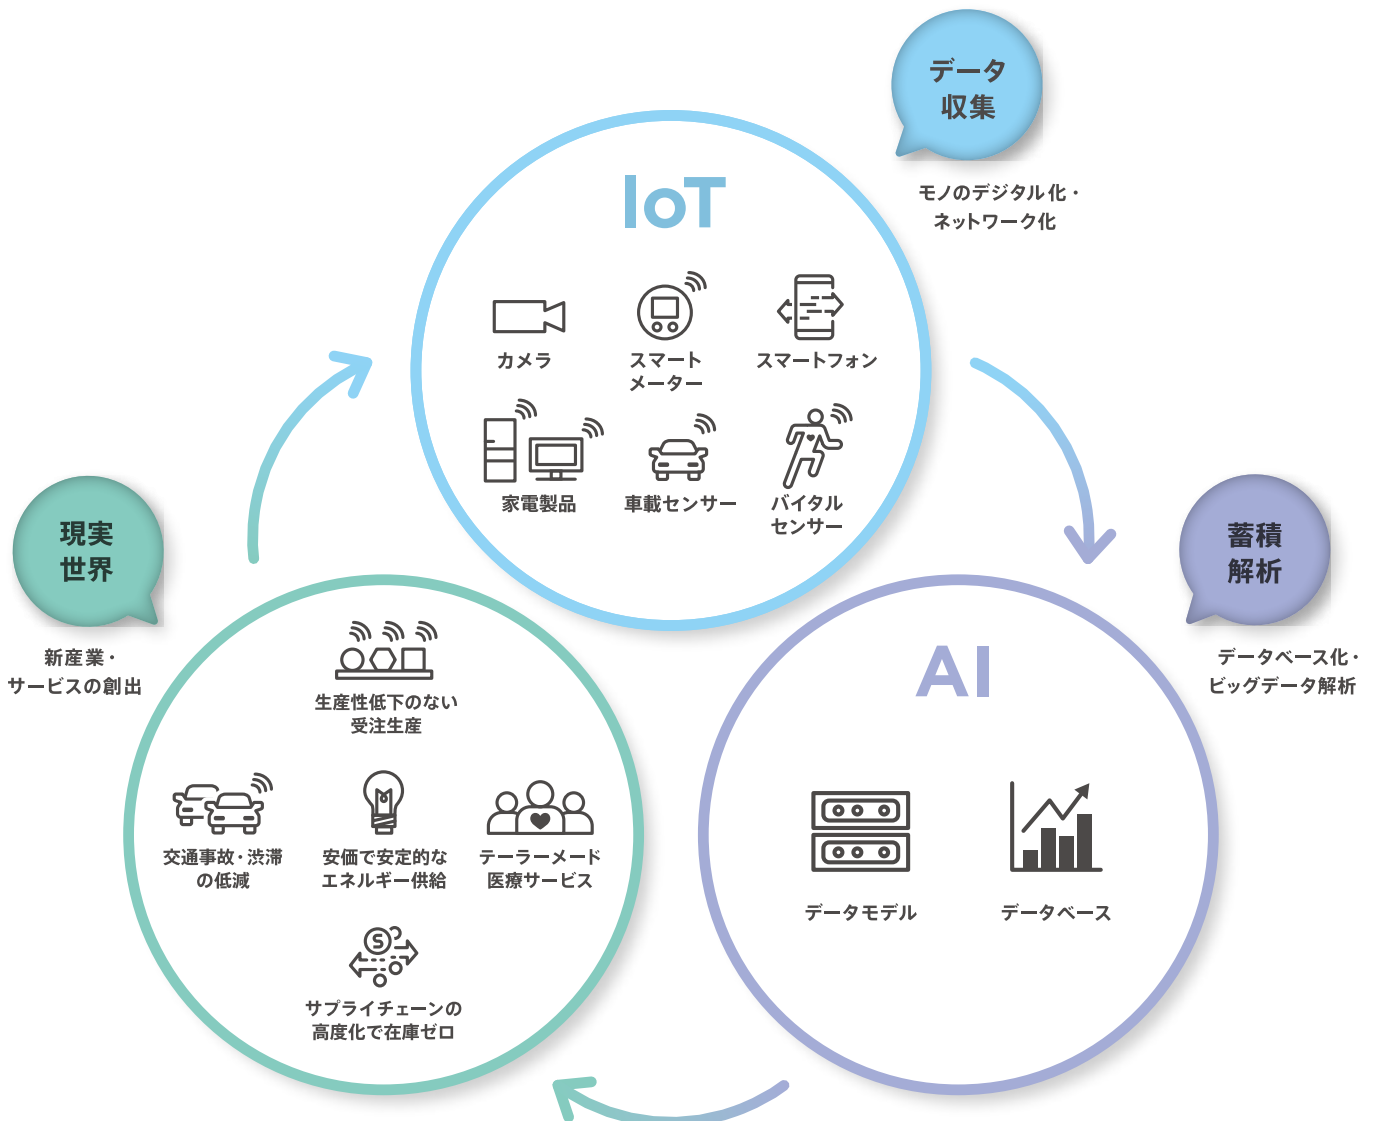 データ
収集
モノのデジタル化・
ネットワーク化
IoT
カメラ
スマート
メーター
スマートフォン
家電製品
車載センサー
バイタル
センサー
蓄積
解析
データベース化・
ビッグデータ解析
AI
データモデル
データベース
現実
世界
新産業・
サービスの創出
生産性低下のない
受注生産
交通事故・渋滞
の低減
安価で安定的な
エネルギー供給
テーラーメード
医療サービス
S
サプライチェーンの
高度化で在庫ゼロ